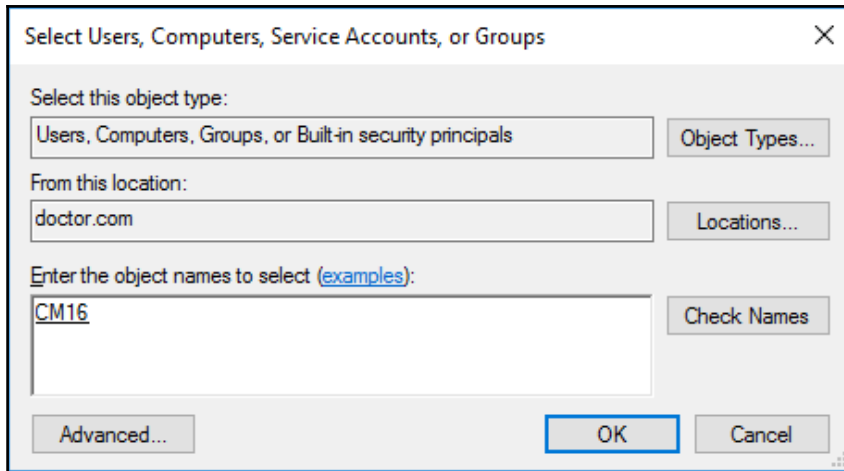 Select Users, Computers, Service Accounts, or Groups
Select this object type:
Users, Computers, Groups, or Built-in security principals
Object Types...
From this location:
doctor.com
Locations...
Enter the object names to select (examples):
CM16
Check Names
Advanced...
OK
Cancel